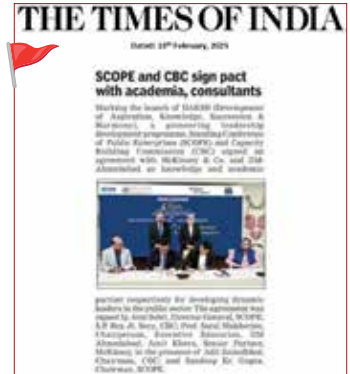 THE TIMES OF INDIA
Dated: 18th February, 2025
SCOPE and CBC sign pact
with academia, consultants
Marking the launch of (Development
of Aspiration, Knowledge, Succession &
Harmony), a pioneering leadership
development programme, Standing Conference
of Public Enterprises (SCOPE) and Capacity
Building Commission (CBC) signed an
agreement with McKinsey & Co. and IIM-
Ahmedabad as knowledge and academic
partner respectively for developing dynamic
leaders in the public sector. The agreement was
signed by Atul Sobti, Director General, SCOPE;
S.P. Roy, Secy, CBC; Prof.
Chairperson, Executive Education, IIM
Ahmedabad; Amit Khera, Senior Partner,
McKinsey in the presence of Adil Zainulbhai,
Chairman, CBC; and Sandeep Kr. Gupta,
Chairman, SCOPE.